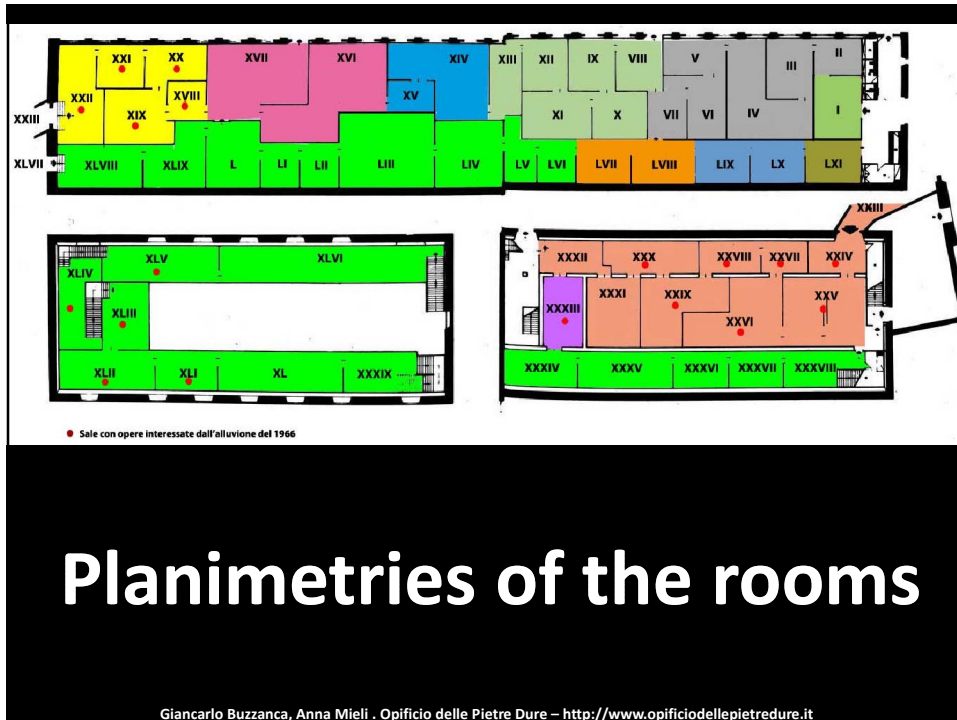 XXI XX XVII XVI XIV XIII XII IX VIII V III II
XXII XIX XVIII XV XI X VII VI IV I
XXIII
XLVII XLVIII XLIX L LI LII LIII LIV LV LVI LVII LVIII LIX LX LXI
XLIV XLV XLVI
XLIII
XLII XLI XL XXXIX
XXIII
XXXII XXX XXVIII XXVII XXIV
XXXIII XXXI XXIX XXVI XXV
XXXIV XXXV XXXVI XXXVII XXXVIII
Sale con opere interessate dall'alluvione del 1966
Planimetries of the rooms
Giancarlo Buzzanca, Anna Mieli . Opificio delle Pietre Dure – http://www.opificiodellepietredure.it